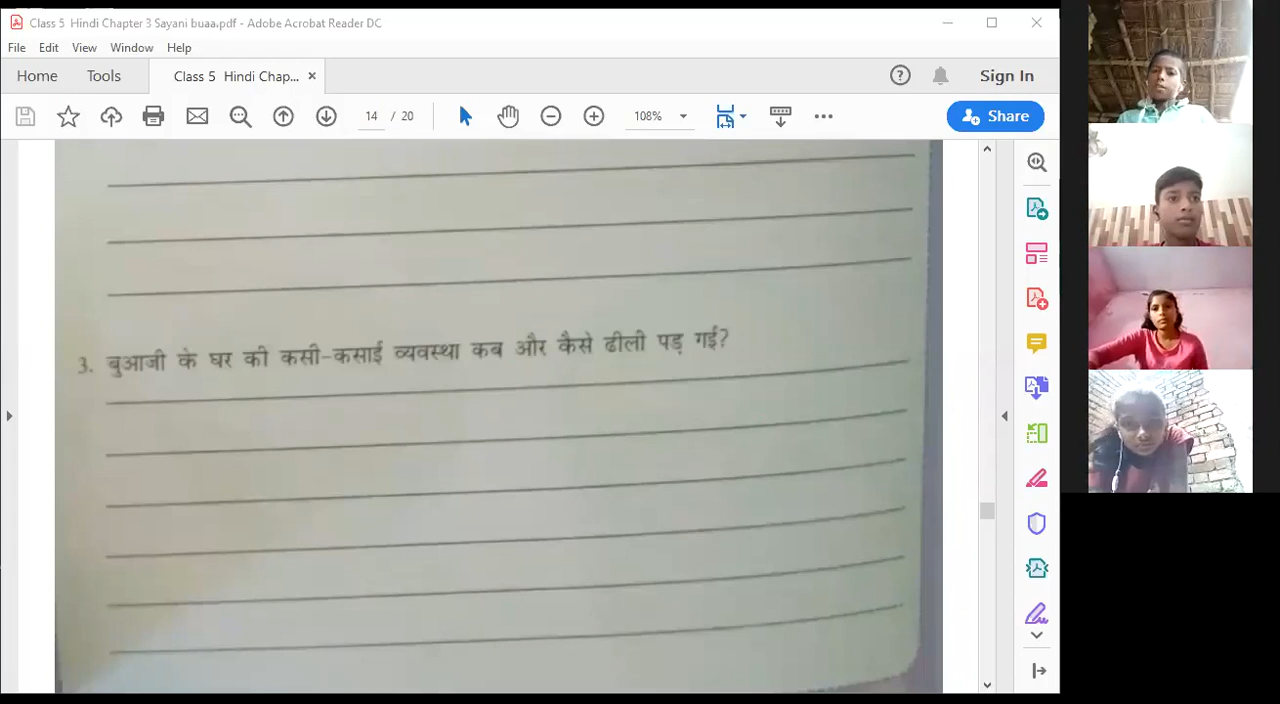 Class 5 Hindi Chapter 3 Sayani buaa.pdf - Adobe Acrobat Reader DC
File Edit View Window Help
Home Tools Class 5 Hindi Chap... × Sign In
14 / 20 108% Share
3. बुआजी के घर की कसी-कसाई व्यवस्था कब और कैसे ढीली पड़ गई?